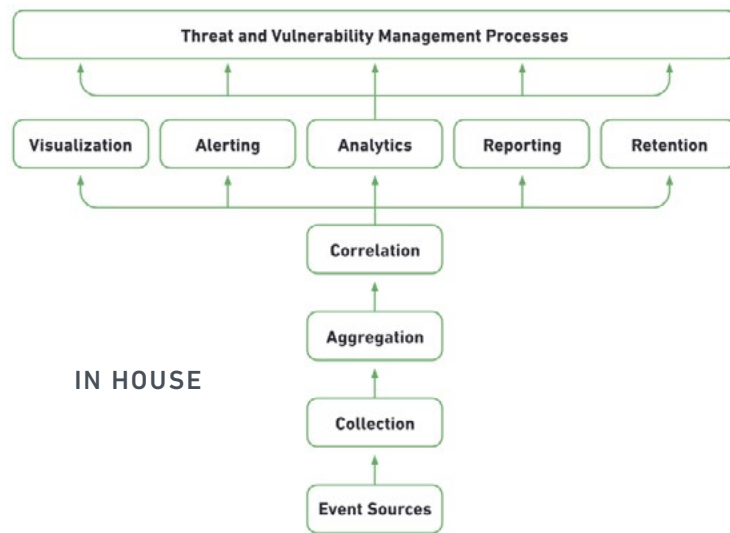 Threat and Vulnerability Management Processes
Visualization
Alerting
Analytics
Reporting
Retention
Correlation
Aggregation
IN HOUSE
Collection
Event Sources